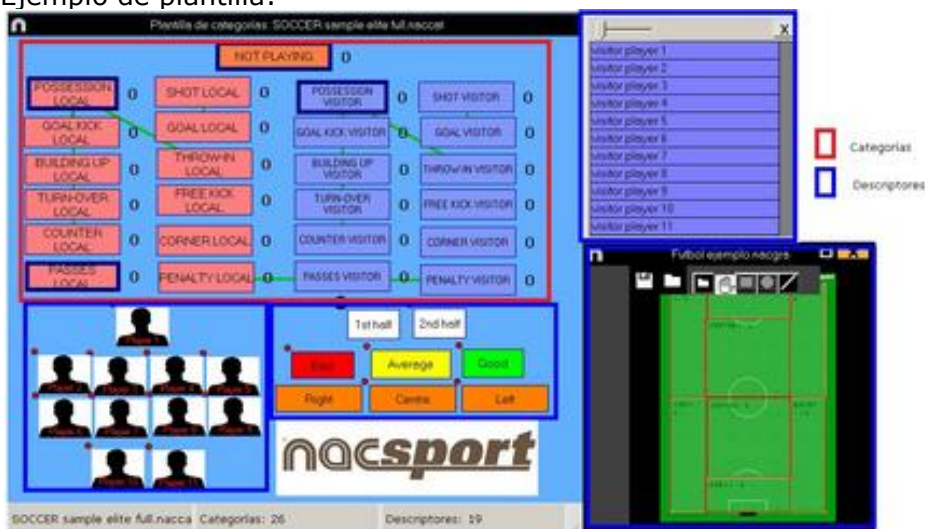 Ejemplo de plantilla:
Plantilla de categorías: SOCCER sample elite full.naccat
X
NOT PLAYING 0
POSSESSION LOCAL 0
SHOT LOCAL 0
POSSESSION VISITOR 0
SHOT VISITOR 0
GOAL KICK LOCAL 0
GOAL LOCAL 0
GOAL KICK VISITOR 0
GOAL VISITOR 0
BUILDING UP LOCAL 0
THROW-IN LOCAL 0
BUILDING UP VISITOR 0
THROW-IN VISITOR 0
TURN-OVER LOCAL 0
FREE KICK LOCAL 0
TURN-OVER VISITOR 0
FREE KICK VISITOR 0
COUNTER LOCAL 0
CORNER LOCAL 0
COUNTER VISITOR 0
CORNER VISITOR 0
PASSES LOCAL 0
PENALTY LOCAL 0
PASSES VISITOR 0
PENALTY VISITOR 0
visitor player 1
visitor player 2
visitor player 3
visitor player 4
visitor player 5
visitor player 6
visitor player 7
visitor player 8
visitor player 9
visitor player 10
visitor player 11
Categorías
Descriptores
Futbol ejemplo.nacgra
1st half 2nd half
Average Good
Right Centre Left
nacsport
SOCCER sample elite full.nacca Categorías: 26 Descriptores: 19